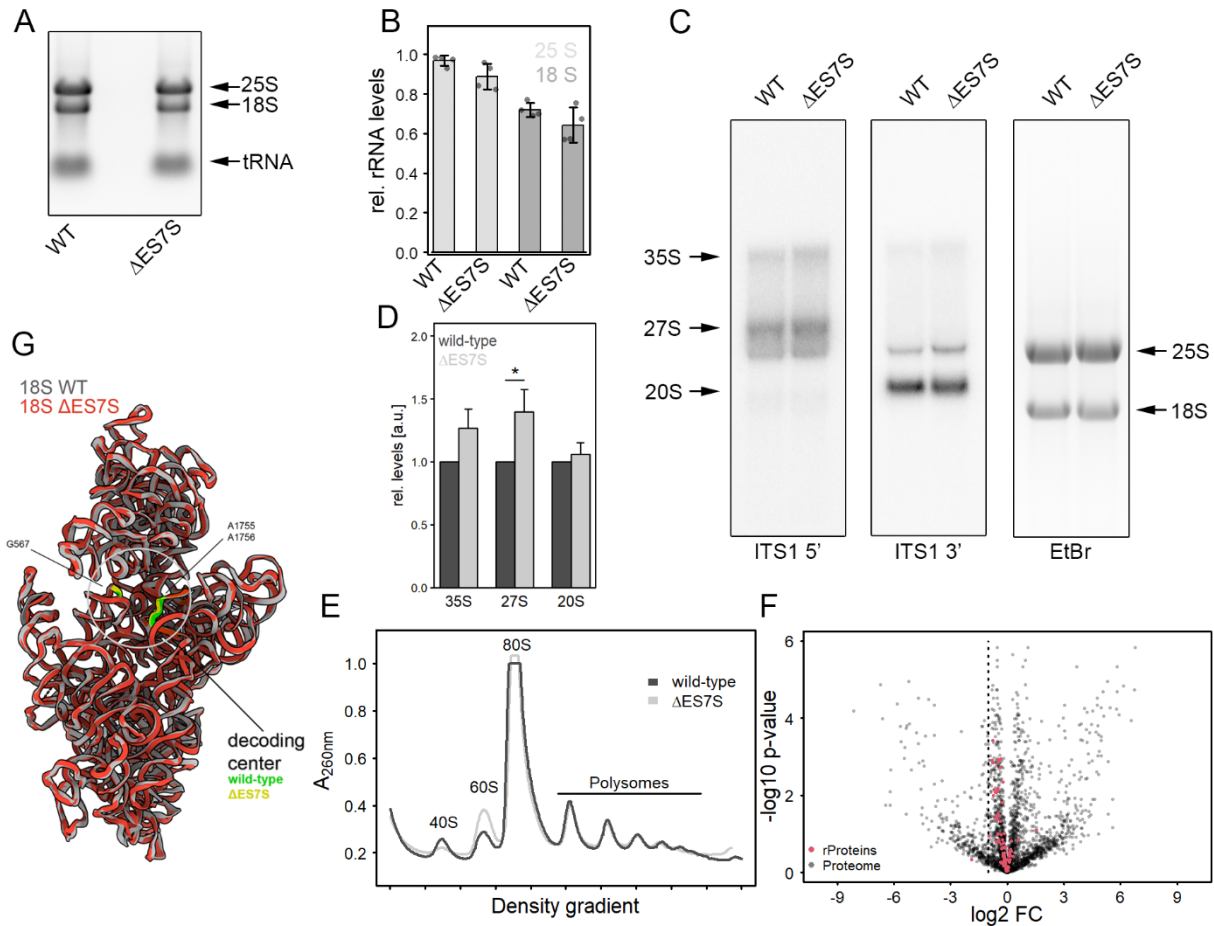 A
25S
18S
tRNA
WT
ΔES7S
B
25 S
18 S
rel. rRNA levels
1.0
0.8
0.6
0.4
0.2
0.0
WT
ΔES7S
WT
ΔES7S
C
WT
ΔES7S
WT
ΔES7S
WT
ΔES7S
35S
27S
20S
25S
18S
ITS1 5'
ITS1 3'
EtBr
D
wild-type
ΔES7S
*
rel. levels [a.u.]
2.0
1.5
1.0
0.5
0.0
35S
27S
20S
G
18S WT
18S ΔES7S
G567
A1755
A1756
decoding
center
wild-type
ΔES7S
E
80S
60S
40S
Polysomes
wild-type
ΔES7S
A260nm
1.0
0.8
0.6
0.4
0.2
Density gradient
F
-log10 p-value
6
4
2
0
rProteins
Proteome
-9
-6
-3
0
3
6
9
log2 FC